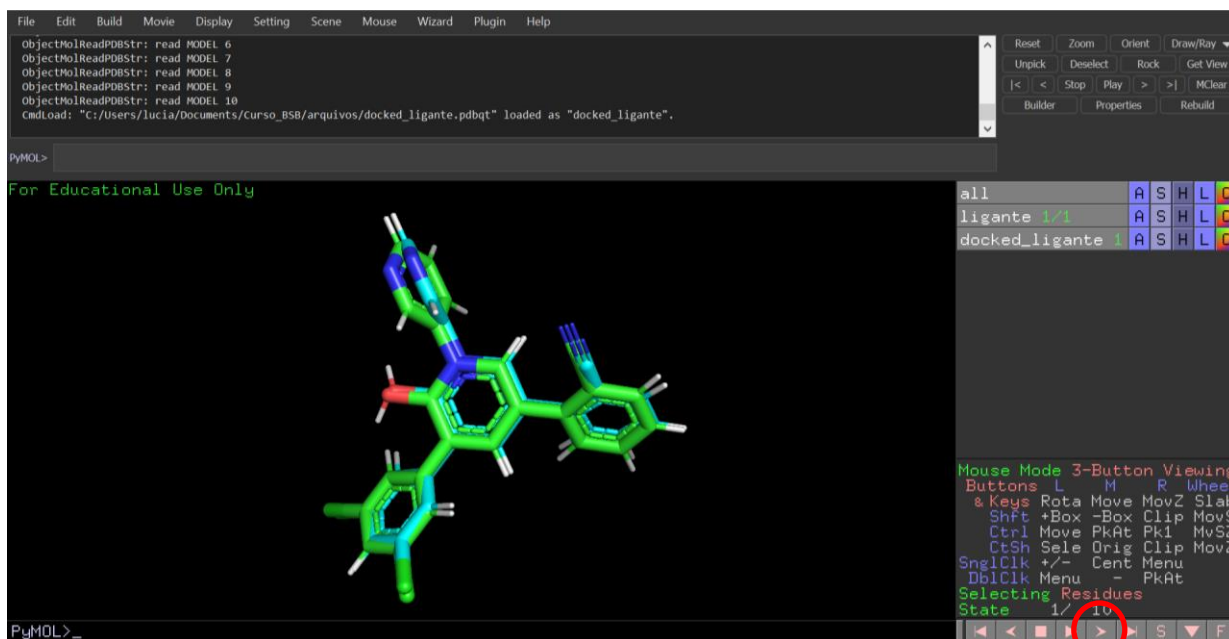 File Edit Build Movie Display Setting Scene Mouse Wizard Plugin Help
ObjectMolReadPDBStr: read MODEL 6
ObjectMolReadPDBStr: read MODEL 7
ObjectMolReadPDBStr: read MODEL 8
ObjectMolReadPDBStr: read MODEL 9
ObjectMolReadPDBStr: read MODEL 10
CmdLoad: "C:/Users/lucia/Documents/Curso_BSB/arquivos/docked_ligante.pdbqt" loaded as "docked_ligante".
Reset Zoom Orient Draw/Ray
Unpick Deselect Rock Get View
|< < Stop Play > >| MClear
Builder Properties Rebuild
PyMOL>
For Educational Use Only
all A S H L C
ligante 1/1 A S H L C
docked_ligante 1 A S H L C
Mouse Mode 3-Button Viewing
Buttons L M R Whee
& Keys Rota Move MovZ Slab
Shft +Box -Box Clip MovS
Ctrl Move PkAt Pk1 MvSZ
CtSh Sele Orig Clip MovZ
SnglClk +/- Cent Menu
DblClk Menu - PkAt
Selecting Residues
State 1/ 10
PyMOL>_
S F